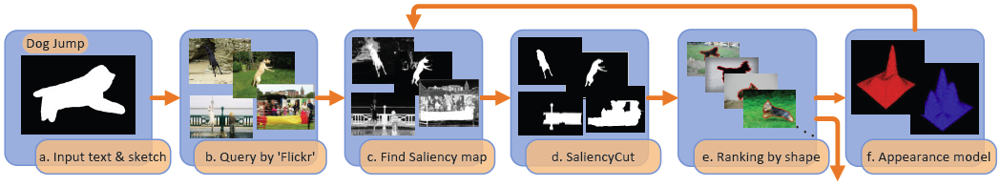 Dog Jump
a. Input text & sketch
b. Query by 'Flickr'
c. Find Saliency map
d. SaliencyCut
e. Ranking by shape
f. Appearance model